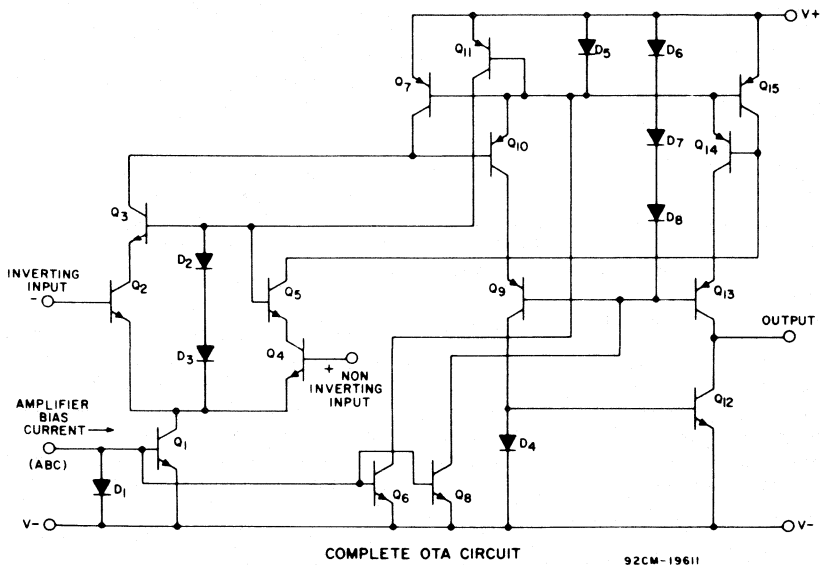 V+
Q11
D5
D6
Q7
Q15
Q10
D7
Q14
Q3
D2
D8
INVERTING
INPUT
-
Q2
Q5
Q9
Q13
OUTPUT
D3
Q4
+
NON
INVERTING
INPUT
AMPLIFIER
BIAS
CURRENT
(ABC)
Q1
Q12
D4
D1
Q6
Q8
V-
V-
COMPLETE OTA CIRCUIT
92CM-19611